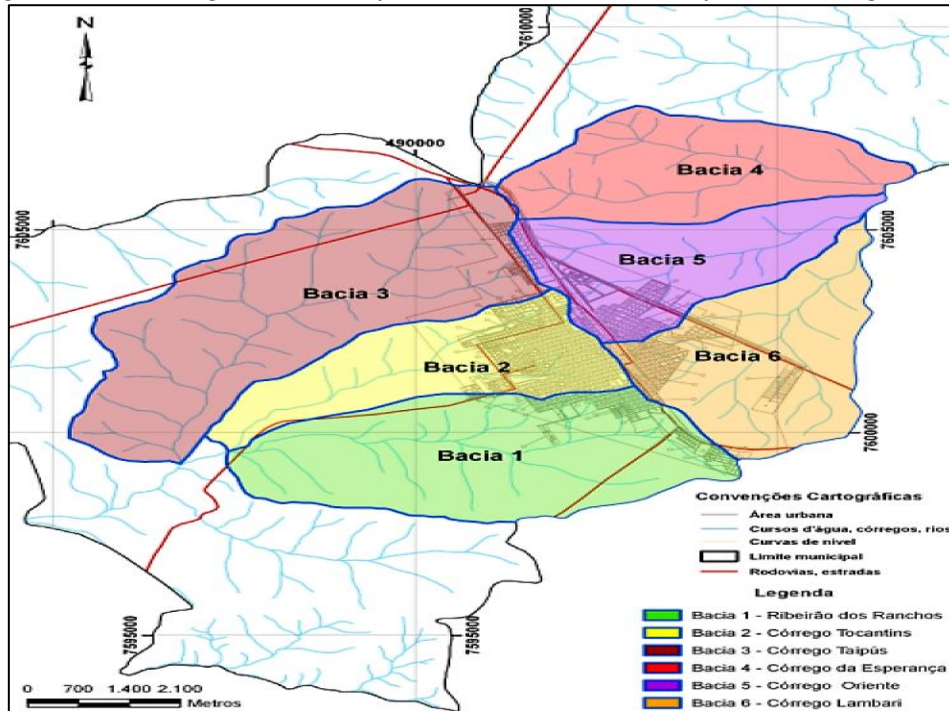 N
7610000
490000
Bacia 4
7605000
7605000
Bacia 5
Bacia 3
Bacia 6
Bacia 2
7600000
Bacia 1
Convenções Cartográficas
Área urbana
Cursos d'água, córregos, rios
Curvas de nível
Limite municipal
Rodovias, estradas
Legenda
Bacia 1 - Ribeirão dos Ranchos
Bacia 2 - Córrego Tocantins
Bacia 3 - Córrego Taipús
Bacia 4 - Córrego da Esperança
Bacia 5 - Córrego Oriente
Bacia 6 - Córrego Lambari
7595000
7595000
0 700 1.400 2.100
Metros